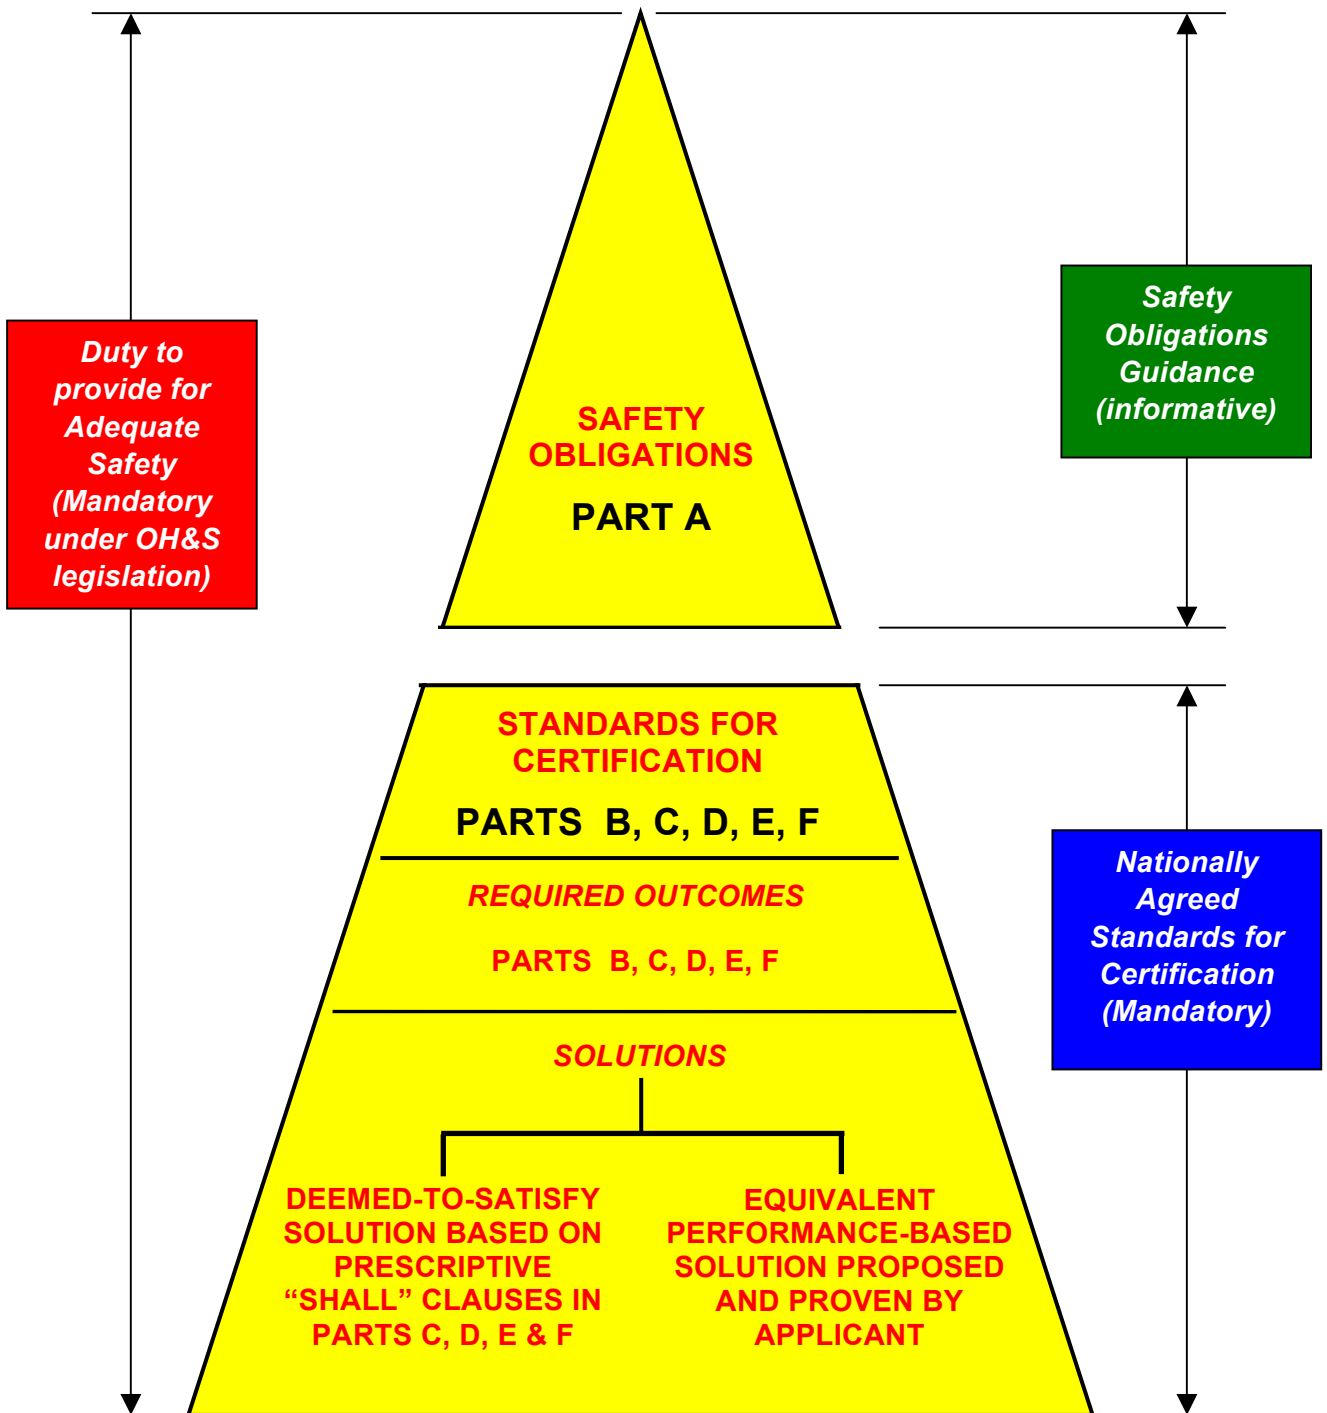 Duty to
provide for
Adequate
Safety
(Mandatory
under OH&S
legislation)
Safety
Obligations
Guidance
(informative)
SAFETY
OBLIGATIONS
PART A
STANDARDS FOR
CERTIFICATION
PARTS B, C, D, E, F
REQUIRED OUTCOMES
PARTS B, C, D, E, F
Nationally
Agreed
Standards for
Certification
(Mandatory)
SOLUTIONS
DEEMED-TO-SATISFY
SOLUTION BASED ON
PRESCRIPTIVE
“SHALL” CLAUSES IN
PARTS C, D, E & F
EQUIVALENT
PERFORMANCE-BASED
SOLUTION PROPOSED
AND PROVEN BY
APPLICANT